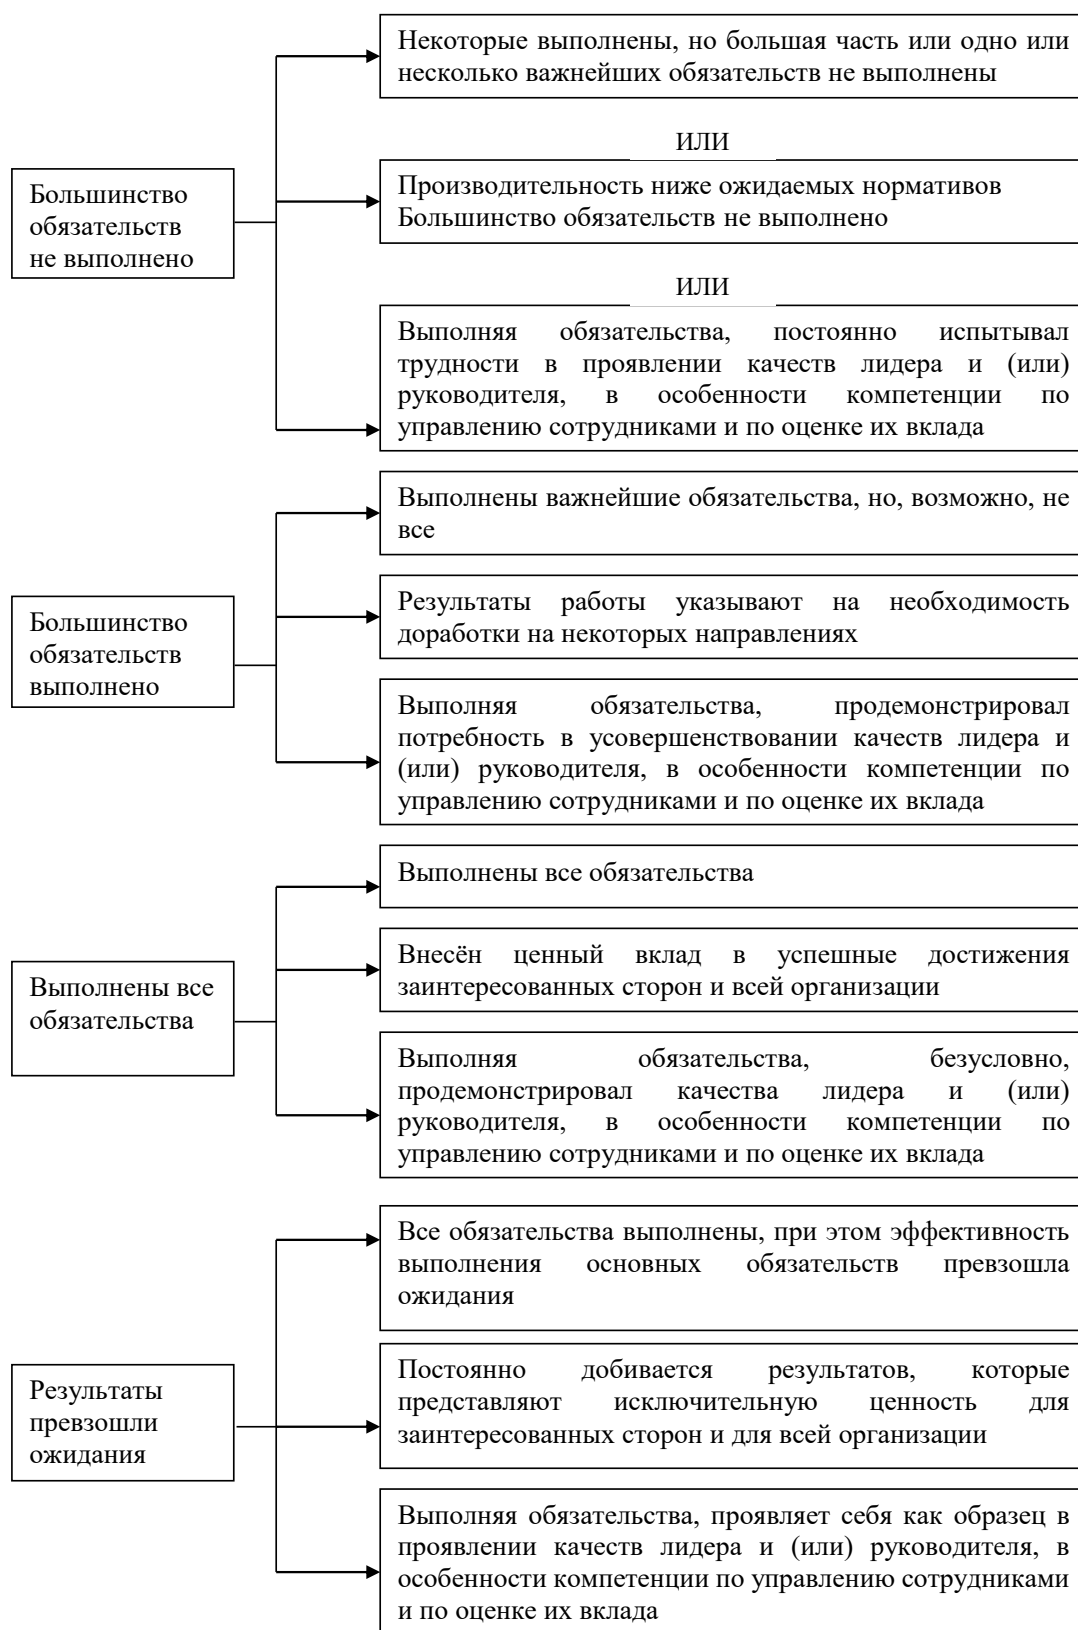 Некоторые выполнены, но большая часть или одно или
несколько важнейших обязательств не выполнены
ИЛИ
Большинство
обязательств
не выполнено
Производительность ниже ожидаемых нормативов
Большинство обязательств не выполнено
ИЛИ
Выполняя обязательства, постоянно испытывал
трудности в проявлении качеств лидера и (или)
руководителя, в особенности компетенции по
управлению сотрудниками и по оценке их вклада
Выполнены важнейшие обязательства, но, возможно, не
все
Большинство
обязательств
выполнено
Результаты работы указывают на необходимость
доработки на некоторых направлениях
Выполняя обязательства, продемонстрировал
потребность в усовершенствовании качеств лидера и
(или) руководителя, в особенности компетенции по
управлению сотрудниками и по оценке их вклада
Выполнены все обязательства
Выполнены все
обязательства
Внесён ценный вклад в успешные достижения
заинтересованных сторон и всей организации
Выполняя обязательства, безусловно,
продемонстрировал качества лидера и (или)
руководителя, в особенности компетенции по
управлению сотрудниками и по оценке их вклада
Все обязательства выполнены, при этом эффективность
выполнения основных обязательств превзошла
ожидания
Результаты
превзошли
ожидания
Постоянно добивается результатов, которые
представляют исключительную ценность для
заинтересованных сторон и для всей организации
Выполняя обязательства, проявляет себя как образец в
проявлении качеств лидера и (или) руководителя, в
особенности компетенции по управлению сотрудниками
и по оценке их вклада